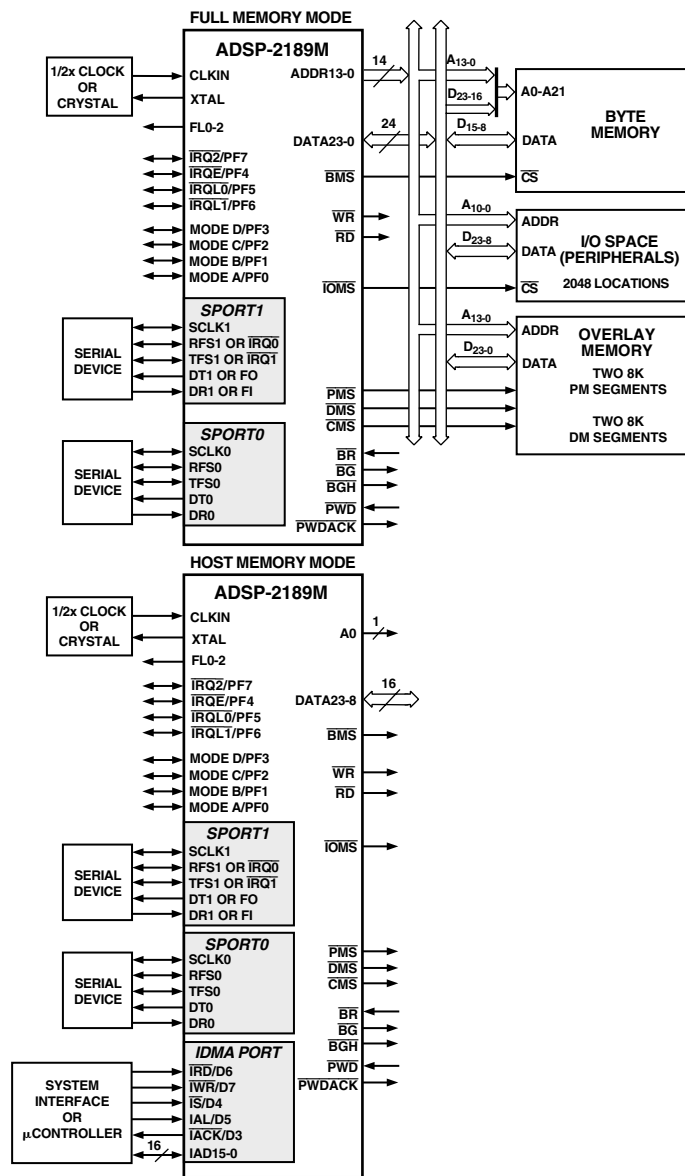 FULL MEMORY MODE
ADSP-2189M
1/2x CLOCK
OR
CRYSTAL
CLKIN
XTAL
FL0-2
IRQ2/PF7
IRQE/PF4
IRQL0/PF5
IRQL1/PF6
MODE D/PF3
MODE C/PF2
MODE B/PF1
MODE A/PF0
SPORT1
SERIAL
DEVICE
SCLK1
RFS1 OR IRQ0
TFS1 OR IRQ1
DT1 OR FO
DR1 OR FI
SPORT0
SERIAL
DEVICE
SCLK0
RFS0
TFS0
DT0
DR0
ADDR13-0
14
DATA23-0
24
BMS
WR
RD
IOMS
PMS
DMS
CMS
BR
BG
BGH
PWD
PWDACK
A13-0
D23-16
A0-A21
D15-8
DATA
BYTE
MEMORY
CS
A10-0
ADDR
D23-8
DATA
I/O SPACE
(PERIPHERALS)
2048 LOCATIONS
CS
A13-0
ADDR
D23-0
DATA
OVERLAY
MEMORY
TWO 8K
PM SEGMENTS
TWO 8K
DM SEGMENTS
HOST MEMORY MODE
ADSP-2189M
1/2x CLOCK
OR
CRYSTAL
CLKIN
XTAL
FL0-2
IRQ2/PF7
IRQE/PF4
IRQL0/PF5
IRQL1/PF6
MODE D/PF3
MODE C/PF2
MODE B/PF1
MODE A/PF0
SPORT1
SERIAL
DEVICE
SCLK1
RFS1 OR IRQ0
TFS1 OR IRQ1
DT1 OR FO
DR1 OR FI
SPORT0
SERIAL
DEVICE
SCLK0
RFS0
TFS0
DT0
DR0
IDMA PORT
SYSTEM
INTERFACE
OR
µCONTROLLER
IRD/D6
IWR/D7
IS/D4
IAL/D5
IACK/D3
16
IAD15-0
A0
1
DATA23-8
16
BMS
WR
RD
IOMS
PMS
DMS
CMS
BR
BG
BGH
PWD
PWDACK